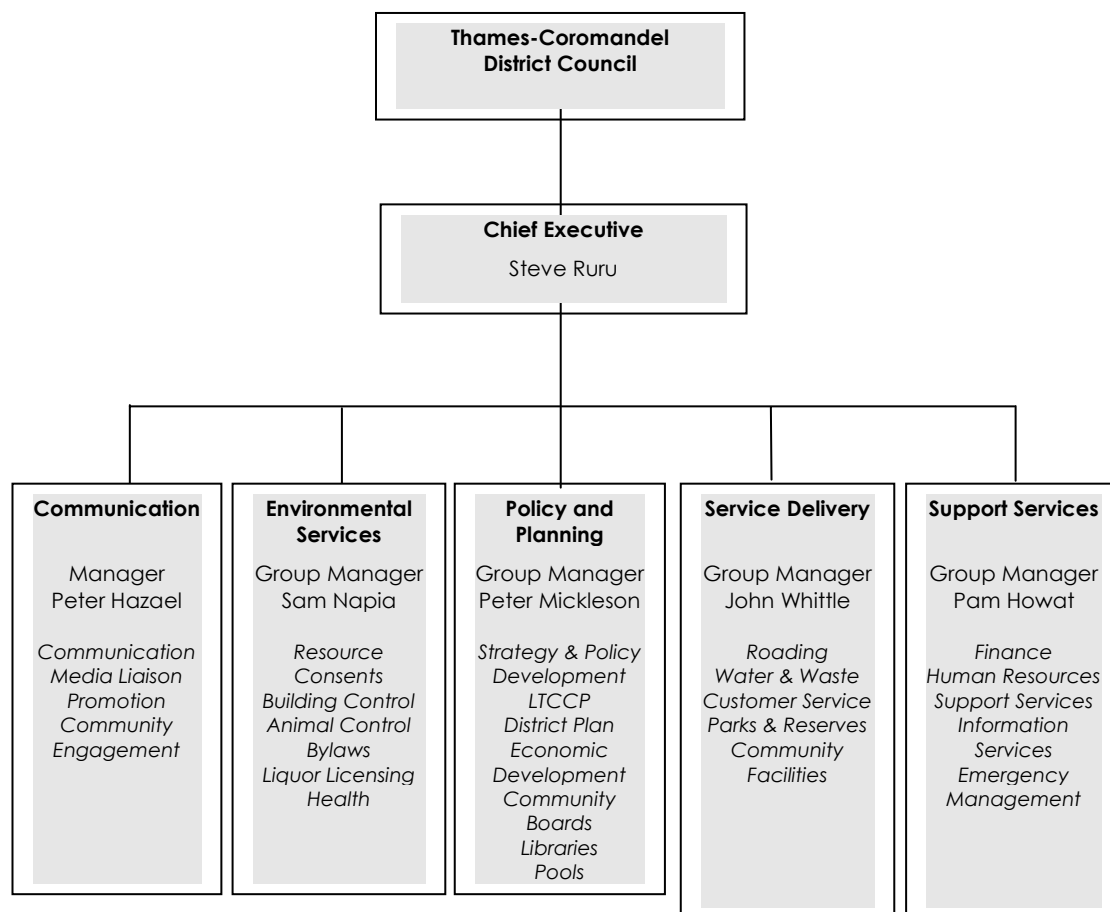 Thames-Coromandel
District Council
Chief Executive
Steve Ruru
Communication
Manager
Peter Hazael
Communication
Media Liaison
Promotion
Community
Engagement
Environmental
Services
Group Manager
Sam Napia
Resource
Consents
Building Control
Animal Control
Bylaws
Liquor Licensing
Health
Policy and
Planning
Group Manager
Peter Mickleson
Strategy & Policy
Development
LTCCP
District Plan
Economic
Development
Community
Boards
Libraries
Pools
Service Delivery
Group Manager
John Whittle
Roading
Water & Waste
Customer Service
Parks & Reserves
Community
Facilities
Support Services
Group Manager
Pam Howat
Finance
Human Resources
Support Services
Information
Services
Emergency
Management